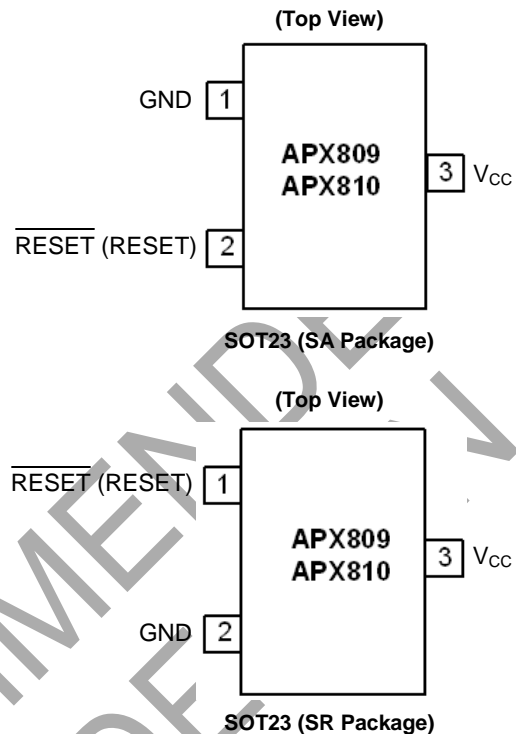 (Top View)
GND 1
APX809
APX810
3 VCC
RESET (RESET) 2
SOT23 (SA Package)
(Top View)
RESET (RESET) 1
APX809
APX810
3 VCC
GND 2
SOT23 (SR Package)